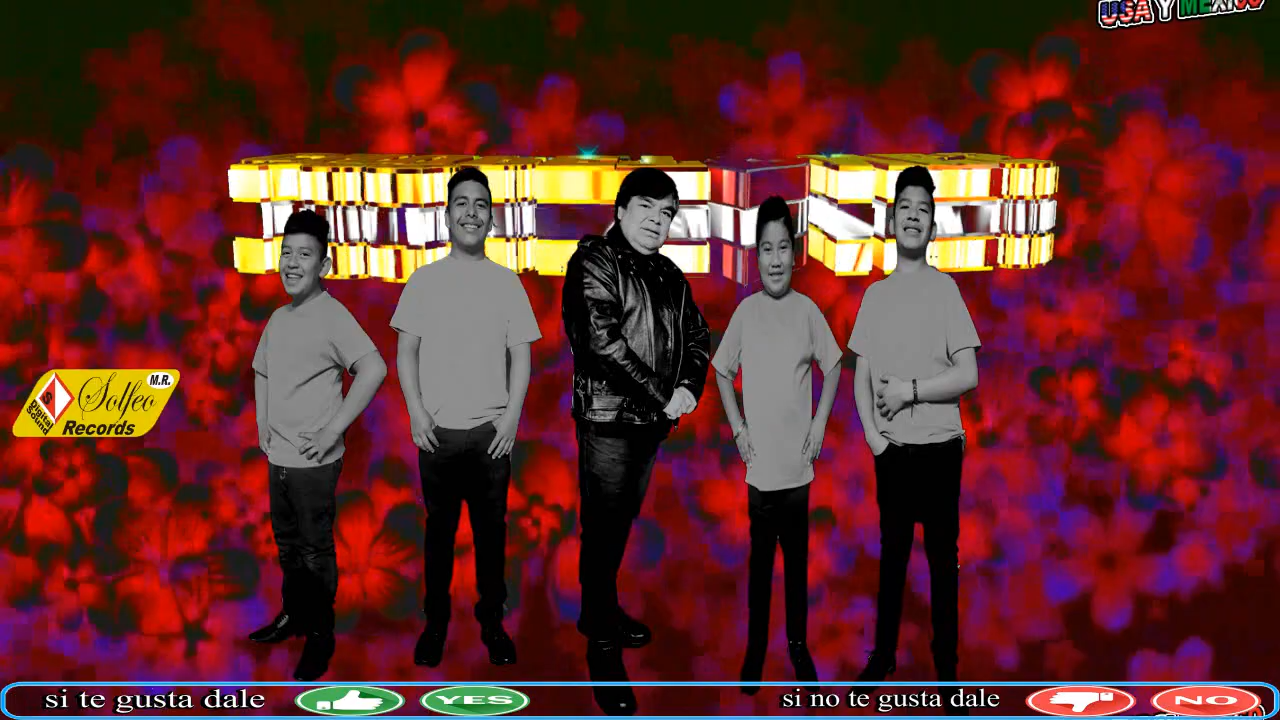 USA Y MEXICO
M.R.
Solfeo
S
Digital
Sound
Records
si te gusta dale
YES
si no te gusta dale
NO